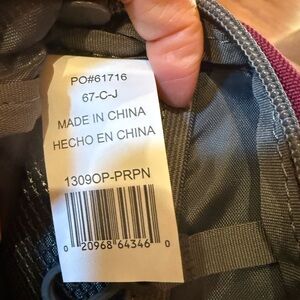 PO#61716
67-C-J
MADE IN CHINA
HECHO EN CHINA
1309OP-PRPN
0 20968 64346 0